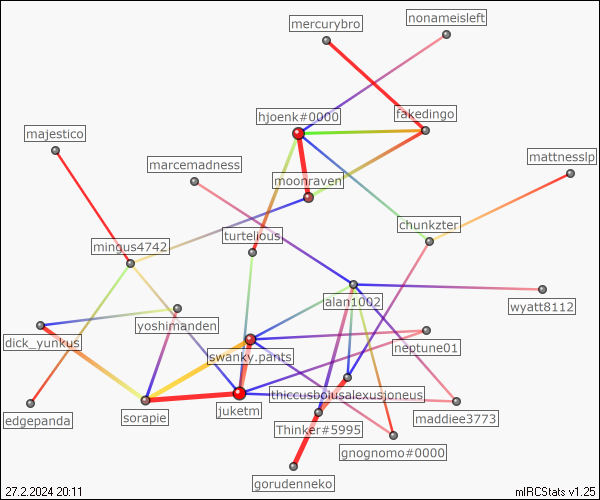 mercurybro
nonameisleft
hjoenk#0000
fakedingo
majestico
marcemadness
mattnesslp
moonraven
chunkzter
turtelious
mingus4742
alan1002
wyatt8112
yoshimanden
dick_yunkus
neptune01
swanky.pants
thiccusbolusalexusjoneus
sorapie
juketm
maddiee3773
edgepanda
Thinker#5995
gnognomo#0000
gorudenneko
27.2.2024 20:11
mIRCStats v1.25